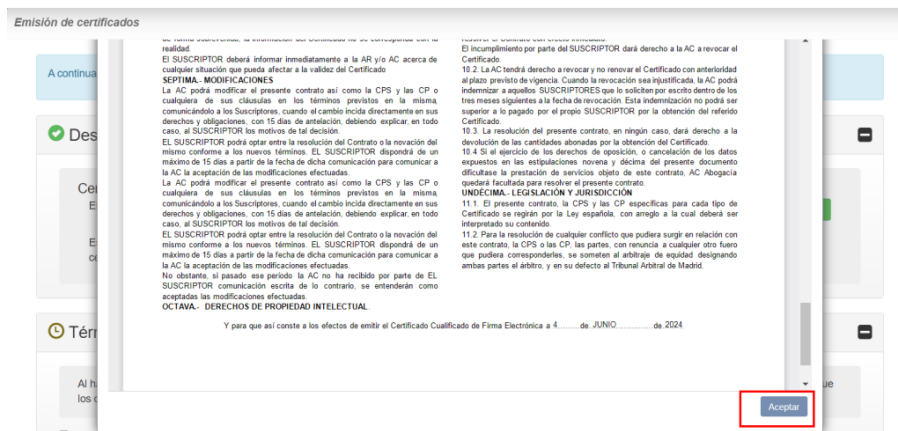 Emisión de certificados
A continua
Des
Cer
E
E
ce
Térr
Al h
los c
ue
realidad.
El SUSCRIPTOR deberá informar inmediatamente a la AR y/o AC acerca de
cualquier situación que pueda afectar a la validez del Certificado
SEPTIMA.- MODIFICACIONES
La AC podrá modificar el presente contrato así como la CPS y las CP o
cualquiera de sus cláusulas en los términos previstos en la misma,
comunicándolo a los Suscriptores, cuando el cambio incida directamente en sus
derechos y obligaciones, con 15 días de antelación, debiendo explicar, en todo
caso, al SUSCRIPTOR los motivos de tal decisión.
EL SUSCRIPTOR podrá optar entre la resolución del Contrato o la novación del
mismo conforme a los nuevos términos. EL SUSCRIPTOR dispondrá de un
máximo de 15 días a partir de la fecha de dicha comunicación para comunicar a
la AC la aceptación de las modificaciones efectuadas.
La AC podrá modificar el presente contrato así como la CPS y las CP o
cualquiera de sus cláusulas en los términos previstos en la misma,
comunicándolo a los Suscriptores, cuando el cambio incida directamente en sus
derechos y obligaciones, con 15 días de antelación, debiendo explicar, en todo
caso, al SUSCRIPTOR los motivos de tal decisión.
EL SUSCRIPTOR podrá optar entre la resolución del Contrato o la novación del
mismo conforme a los nuevos términos. EL SUSCRIPTOR dispondrá de un
máximo de 15 días a partir de la fecha de dicha comunicación para comunicar a
la AC la aceptación de las modificaciones efectuadas.
No obstante, si pasado ese período la AC no ha recibido por parte de EL
SUSCRIPTOR comunicación escrita de lo contrario, se entenderán como
aceptadas las modificaciones efectuadas.
OCTAVA.- DERECHOS DE PROPIEDAD INTELECTUAL
El incumplimiento por parte del SUSCRIPTOR dará derecho a la AC a revocar el
Certificado.
10.2. La AC tendrá derecho a revocar y no renovar el Certificado con anterioridad
al plazo previsto de vigencia. Cuando la revocación sea injustificada, la AC podrá
indemnizar a aquellos SUSCRIPTORES que lo soliciten por escrito dentro de los
tres meses siguientes a la fecha de revocación. Esta indemnización no podrá ser
superior a lo pagado por el propio SUSCRIPTOR por la obtención del referido
Certificado.
10.3. La resolución del presente contrato, en ningún caso, dará derecho a la
devolución de las cantidades abonadas por la obtención del Certificado.
10.4 Si el ejercicio de los derechos de oposición, o cancelación de los datos
expuestos en las estipulaciones novena y décima del presente documento
dificultase la prestación de servicios objeto de este contrato, AC Abogacía
quedará facultada para resolver el presente contrato.
UNDÉCIMA.- LEGISLACIÓN Y JURISDICCIÓN
11.1. El presente contrato, la CPS y las CP específicas para cada tipo de
Certificado se regirán por la Ley española, con arreglo a la cual deberá ser
interpretado su contenido.
11.2. Para la resolución de cualquier conflicto que pudiera surgir en relación con
este contrato, la CPS o las CP, las partes, con renuncia a cualquier otro fuero
que pudiera corresponderles, se someten al arbitraje de equidad designando
ambas partes el árbitro, y en su defecto al Tribunal Arbitral de Madrid.
Y para que así conste a los efectos de emitir el Certificado Cualificado de Firma Electrónica a 4.........de JUNIO...............de 2024
Aceptar